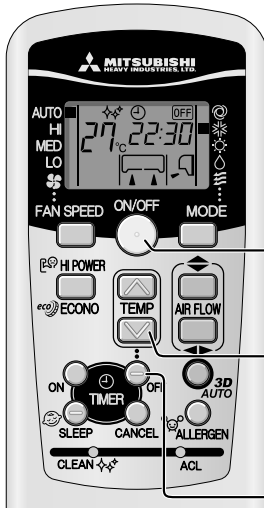 MITSUBISHI
HEAVY INDUSTRIES, LTD.
AUTO
HI
MED
LO
OFF
27°C 22:30
FAN SPEED ON/OFF MODE
HI POWER
eco ECONO
TEMP
AIR FLOW
ON OFF
TIMER
3D
AUTO
SLEEP CANCEL ALLERGEN
CLEAN ACL